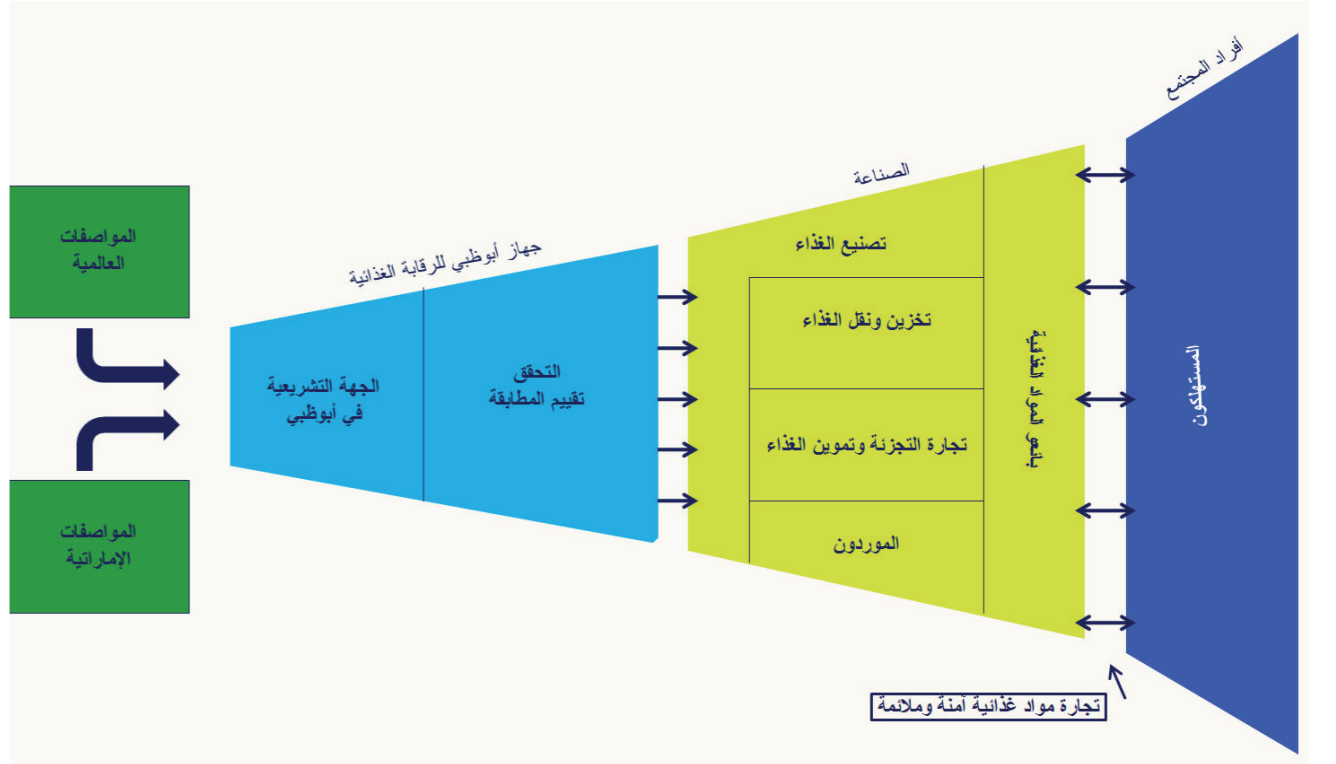 أفراد المجتمع
الصناعة
جهاز أبوظبي للرقابة الغذائية
المواصفات
العالمية
المواصفات
الإماراتية
الجهة التشريعية
في أبوظبي
التحقق
تقييم المطابقة
تصنيع الغذاء
تخزين ونقل الغذاء
تجارة التجزئة وتموين الغذاء
الموردون
بائعو المواد الغذائية
المستهلكون
تجارة مواد غذائية آمنة وملائمة